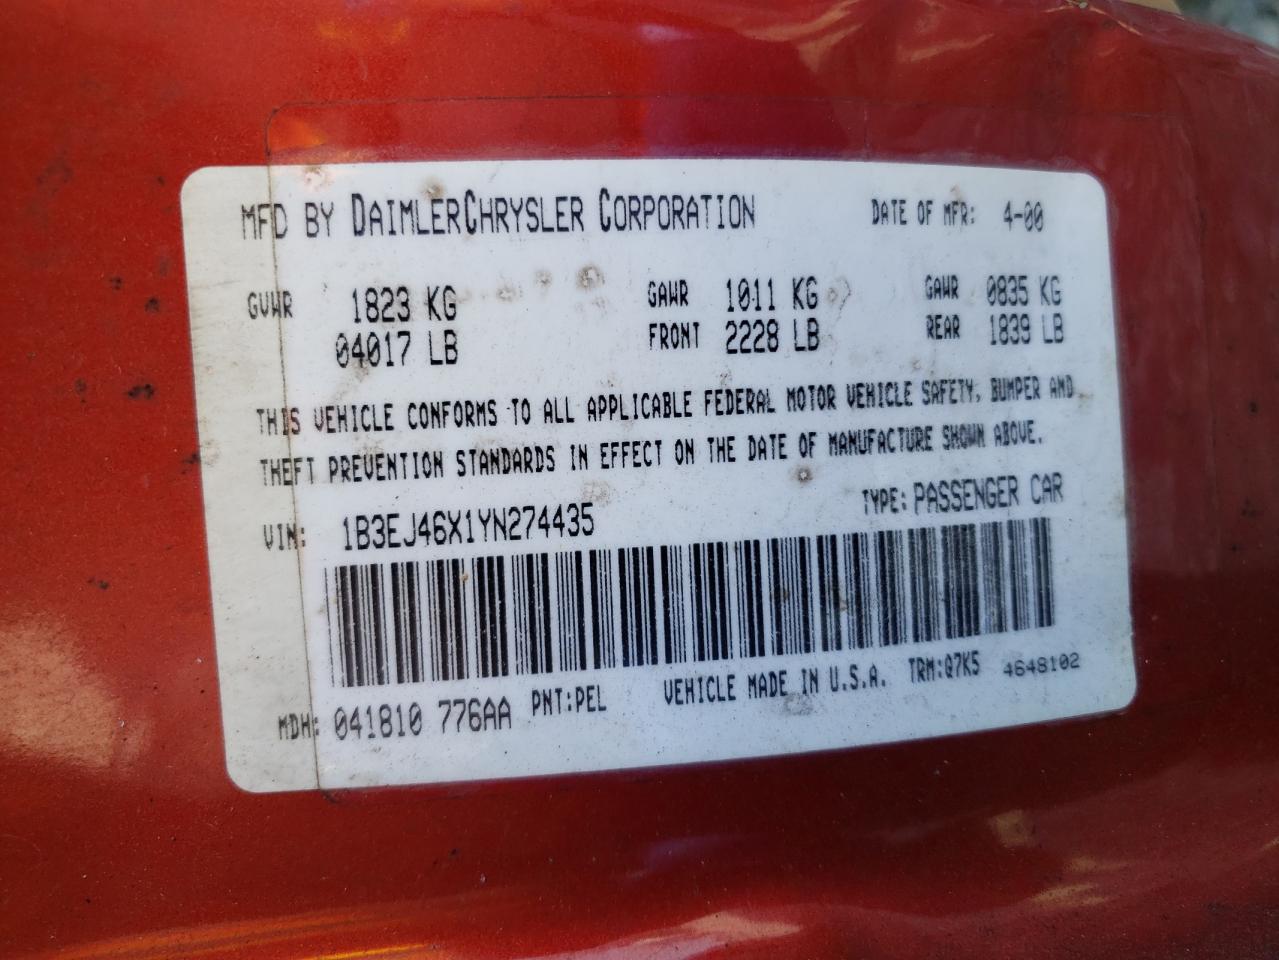 MFD BY DAIMLERCHRYSLER CORPORATION DATE OF MFR: 4-00
GVWR 1823 KG GAWR 1011 KG GAWR 0835 KG
04017 LB FRONT 2228 LB REAR 1839 LB
THIS VEHICLE CONFORMS TO ALL APPLICABLE FEDERAL MOTOR VEHICLE SAFETY, BUMPER AND
THEFT PREVENTION STANDARDS IN EFFECT ON THE DATE OF MANUFACTURE SHOWN ABOVE.
VIN: 1B3EJ46X1YN274435 TYPE: PASSENGER CAR
MDH: 041810 776AA PNT:PEL VEHICLE MADE IN U.S.A. TRM:Q7K5 4648102